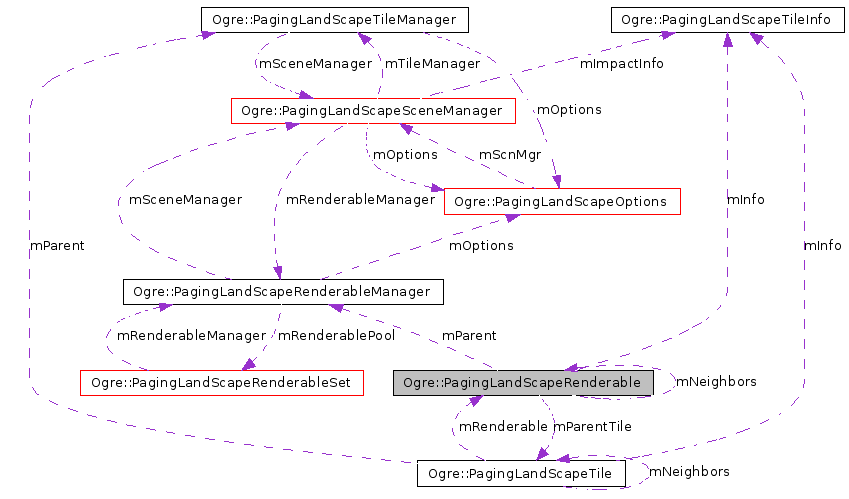 Ogre::PagingLandScapeTileManager
Ogre::PagingLandScapeTileInfo
mSceneManager
mTileManager
mImpactInfo
Ogre::PagingLandScapeSceneManager
mOptions
mOptions
mScnMgr
mSceneManager
mRenderableManager
mInfo
Ogre::PagingLandScapeOptions
mParent
mOptions
mInfo
Ogre::PagingLandScapeRenderableManager
mRenderableManager
mRenderablePool
mParent
Ogre::PagingLandScapeRenderableSet
Ogre::PagingLandScapeRenderable
mNeighbors
mRenderable
mParentTile
Ogre::PagingLandScapeTile
mNeighbors